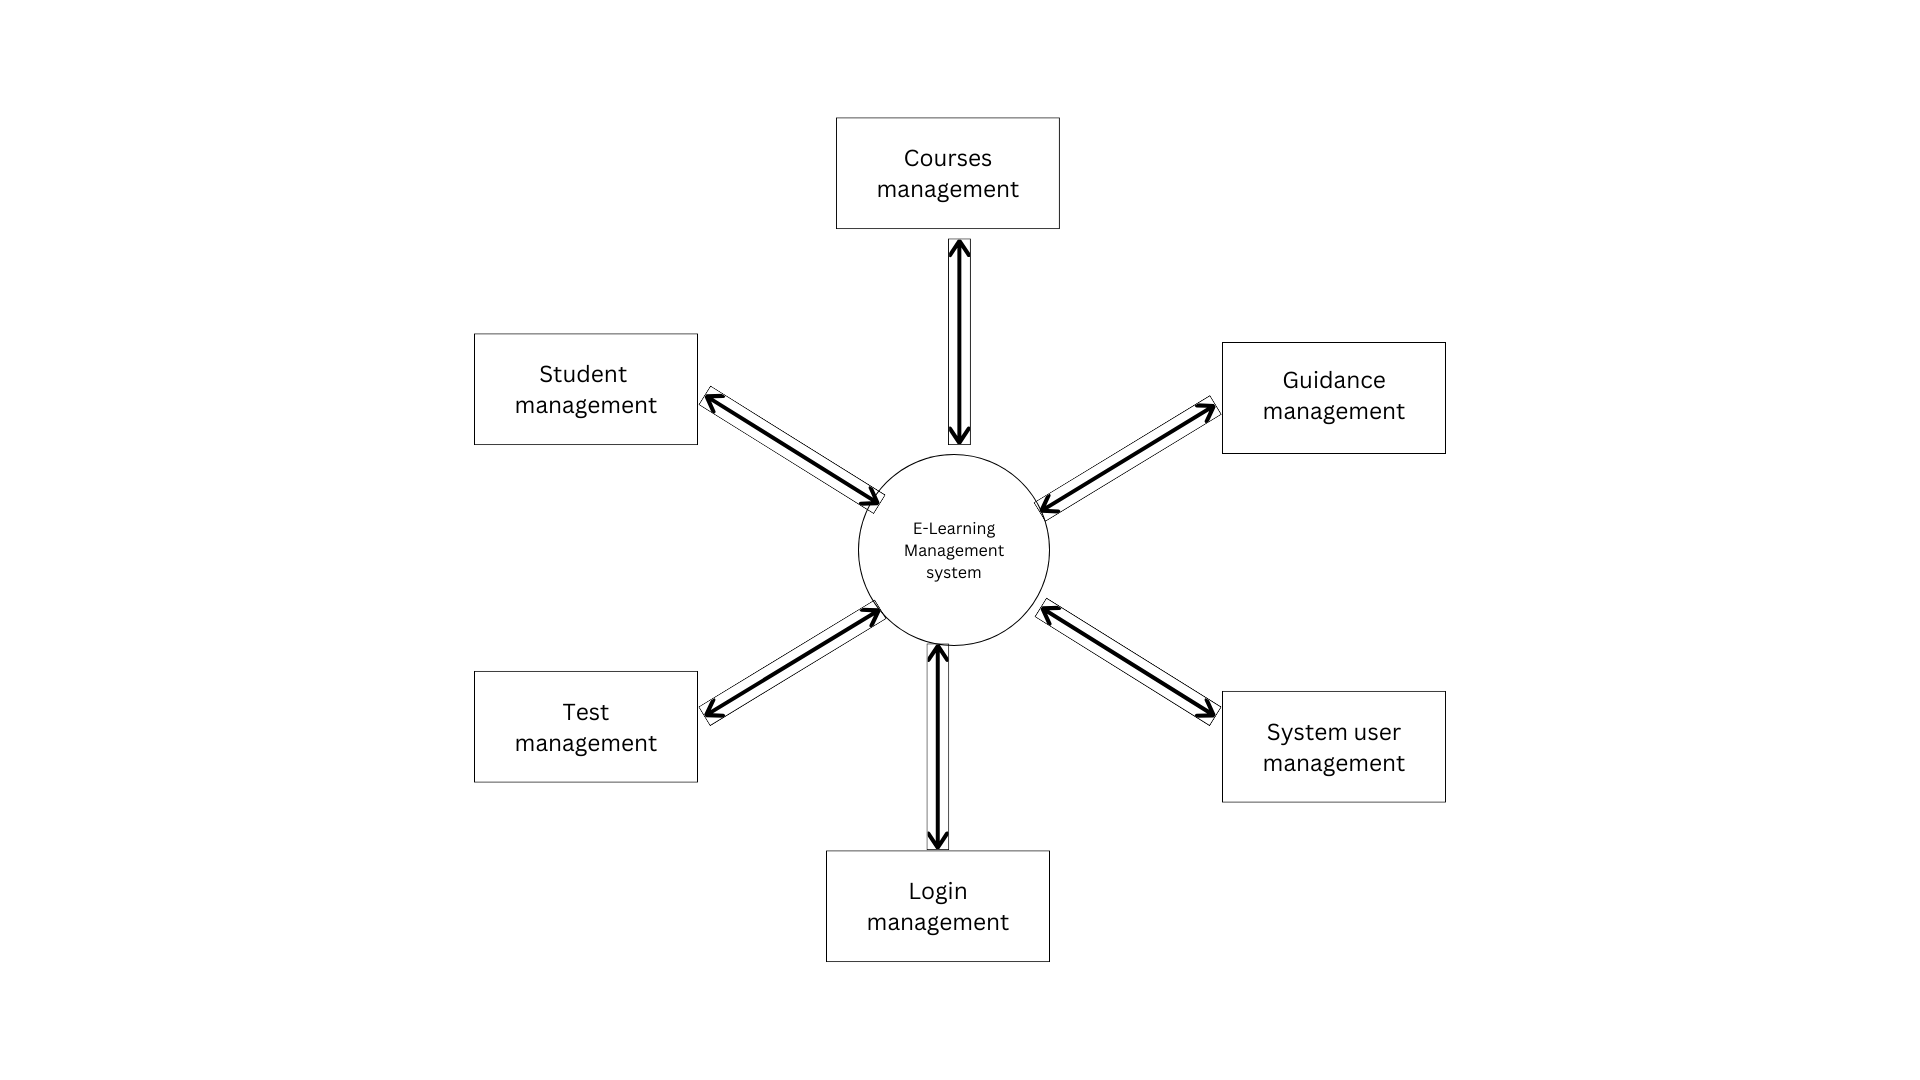 Courses
management
Student
management
Guidance
management
E-Learning
Management
system
Test
management
System user
management
Login
management